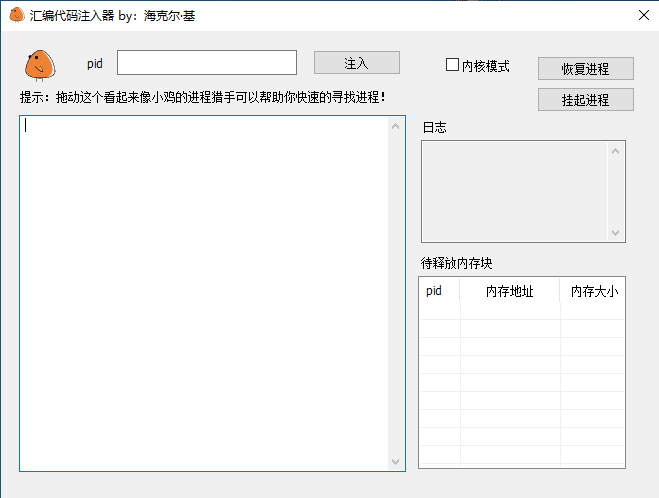 汇编代码注入器 by：海克尔·基
pid
注入
内核模式
恢复进程
挂起进程
提示：拖动这个看起来像小鸡的进程猎手可以帮助你快速的寻找进程！
日志
待释放内存块
pid 内存地址 内存大小